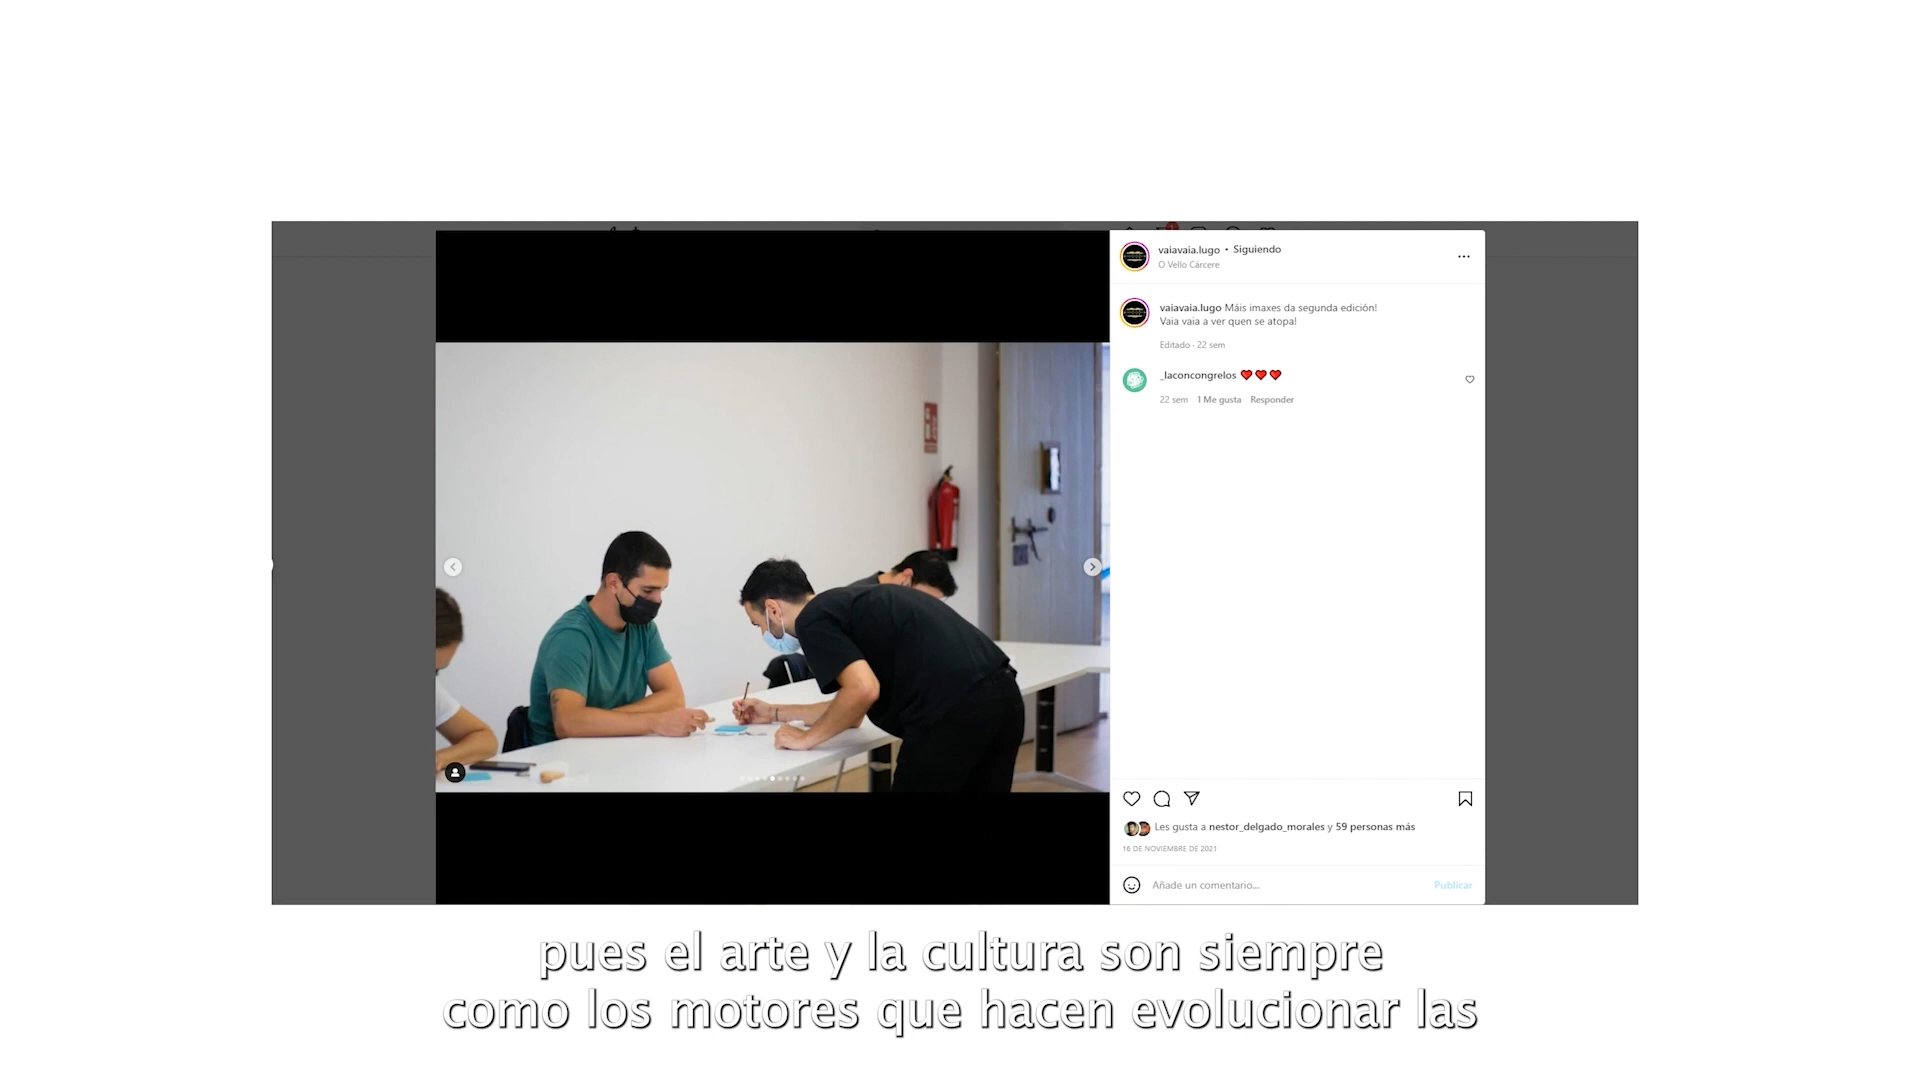 vaiavaia.lugo • Siguiendo
O Vello Cárcere
vaiavaia.lugo Máis imaxes da segunda edición!
Vaia vaia a ver quen se atopa!
Editado · 22 sem
_laconcongrelos ❤❤❤
22 sem 1 Me gusta Responder
Les gusta a nestor_delgado_morales y 59 personas más
16 DE NOVIEMBRE DE 2021
Añade un comentario...
Publicar
pues el arte y la cultura son siempre
como los motores que hacen evolucionar las